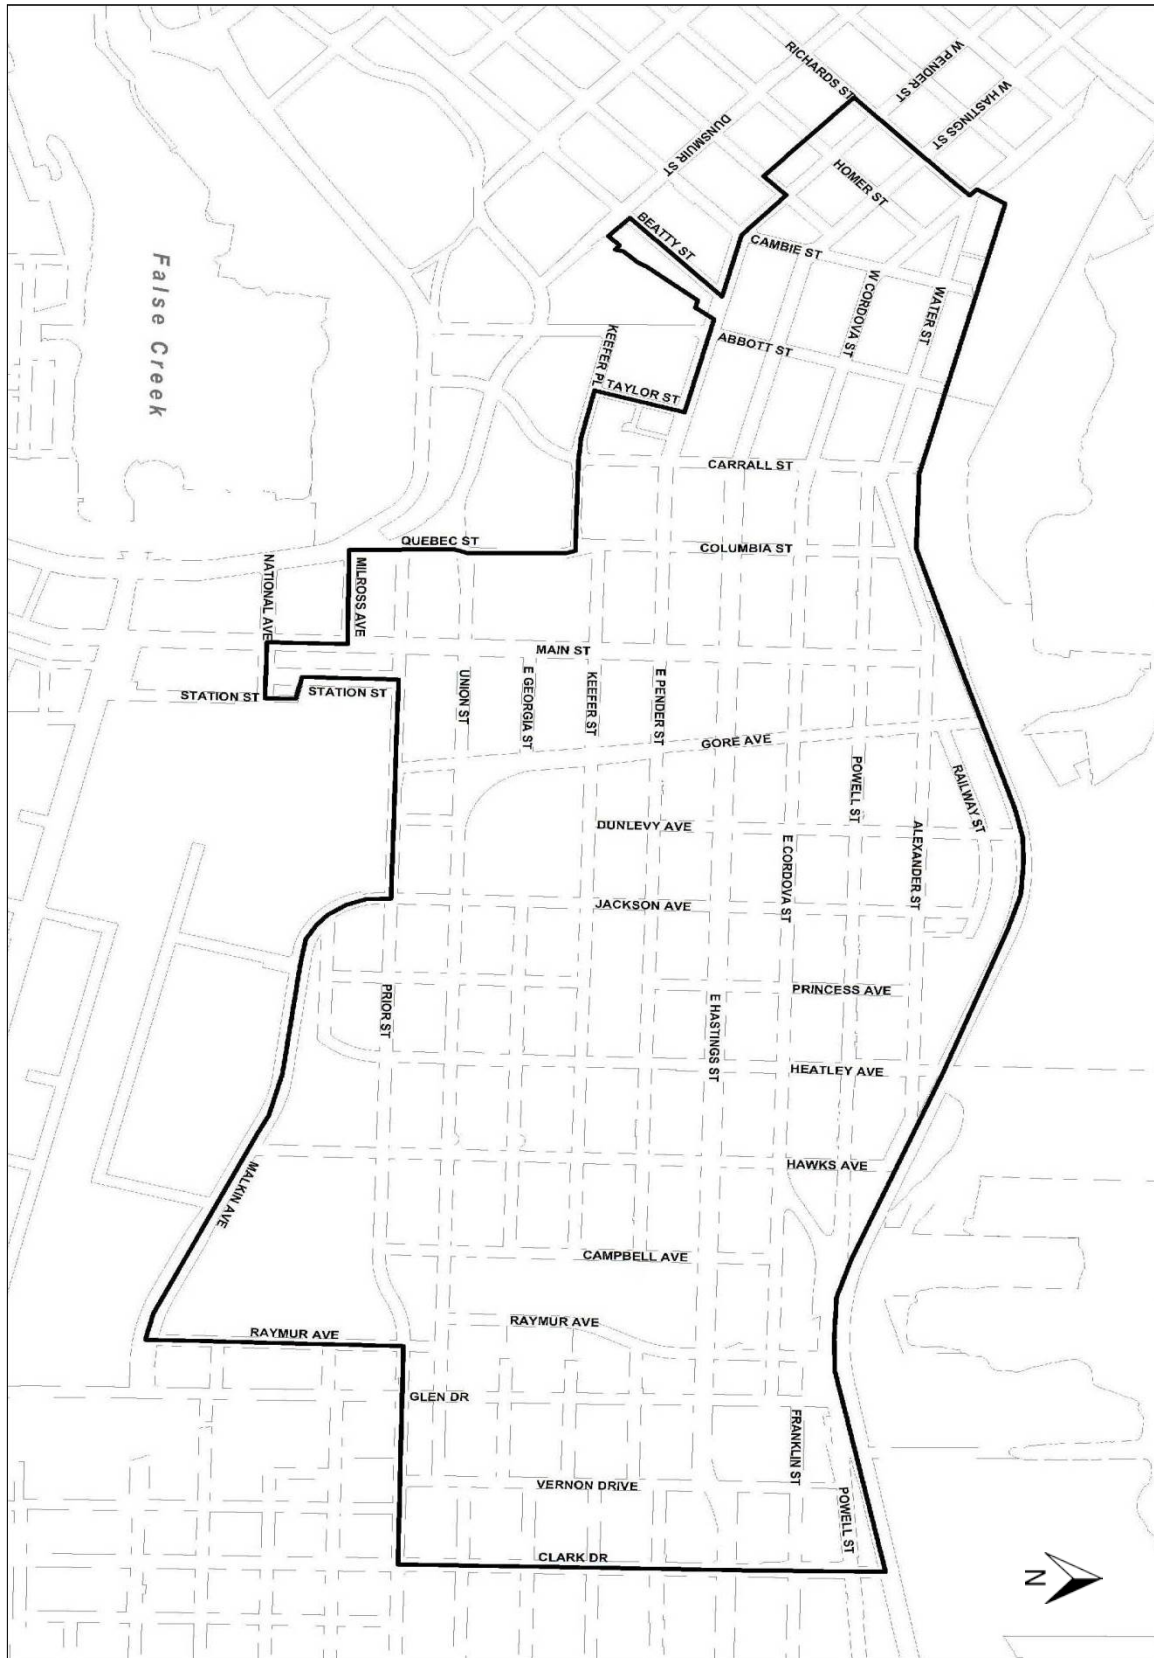 RICHARDS ST
W PENDER ST
W HASTINGS ST
DUNSMUIR ST
HOMER ST
BEATTY ST
CAMBIE ST
W CORDOVA ST
WATER ST
False Creek
KEEFER PL
ABBOTT ST
TAYLOR ST
CARRALL ST
QUEBEC ST
COLUMBIA ST
NATIONAL AVE
MILROSS AVE
MAIN ST
STATION ST
STATION ST
UNION ST
E GEORGIA ST
KEEFER ST
E PENDER ST
GORE AVE
POWELL ST
RAILWAY ST
DUNLEVY AVE
E CORDOVA ST
ALEXANDER ST
JACKSON AVE
PRIOR ST
E HASTINGS ST
PRINCESS AVE
HEATLEY AVE
MALKIN AVE
HAWKS AVE
CAMPBELL AVE
RAYMUR AVE
RAYMUR AVE
GLEN DR
FRANKLIN ST
VERNON DRIVE
POWELL ST
CLARK DR
N